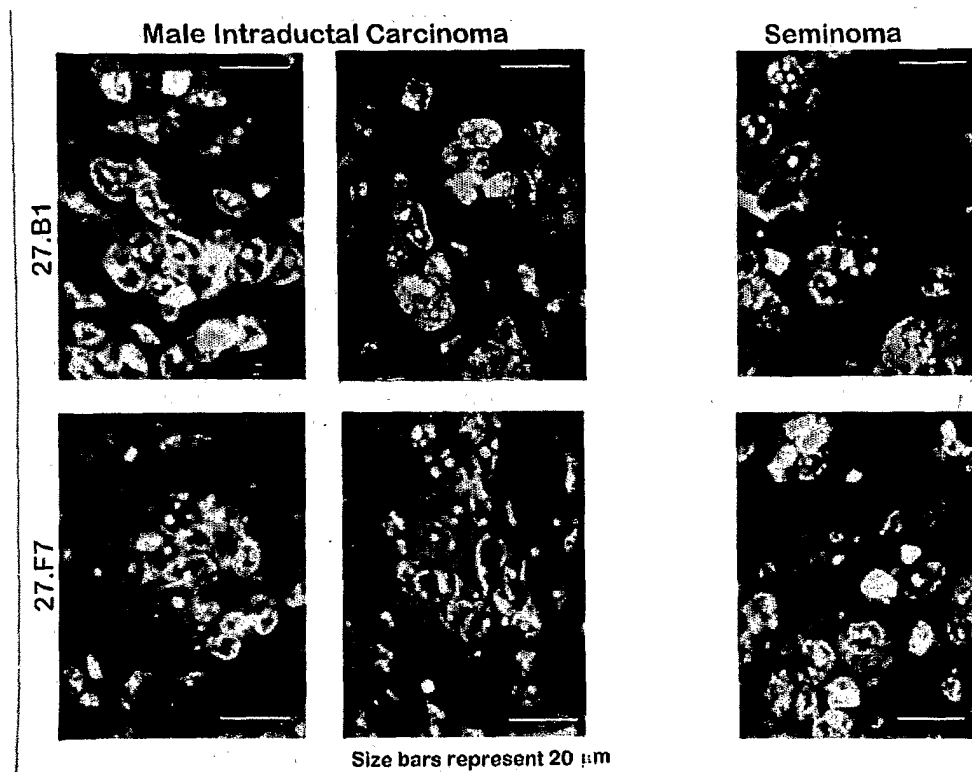 Male Intraductal Carcinoma
Seminoma
27.B1
27.F7
Size bars represent 20 µm